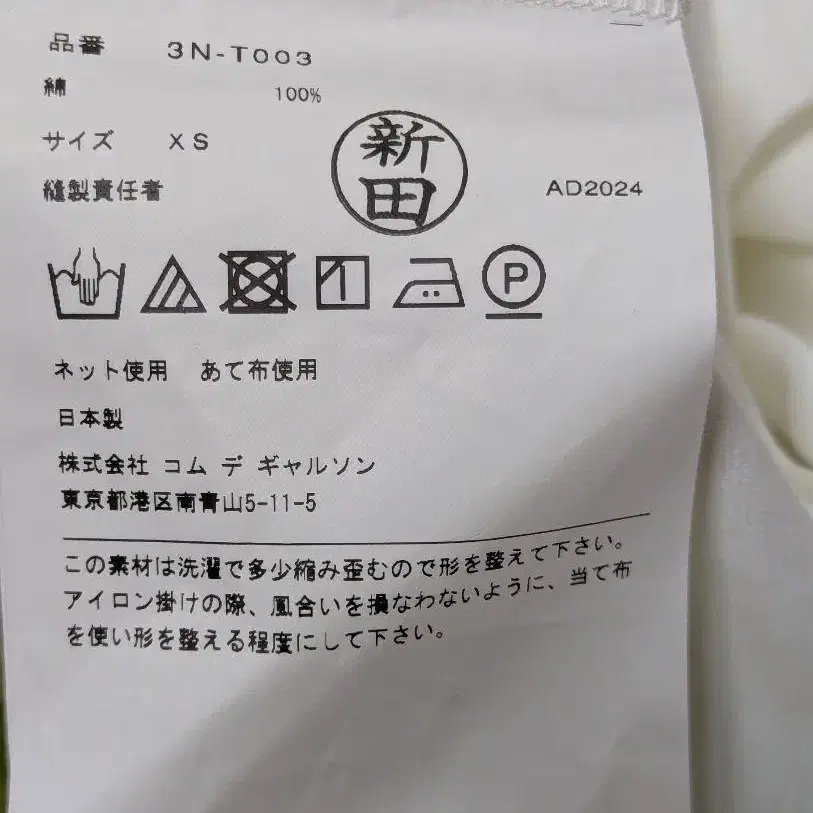 品番 3N-T003
綿 100%
サイズ XS
新田
縫製責任者 AD2024
P
ネット使用 あて布使用
日本製
株式会社 コム デ ギャルソン
東京都港区南青山5-11-5
この素材は洗濯で多少縮み歪むので形を整えて下さい。
アイロン掛けの際、風合いを損なわないように、当て布
を使い形を整える程度にして下さい。